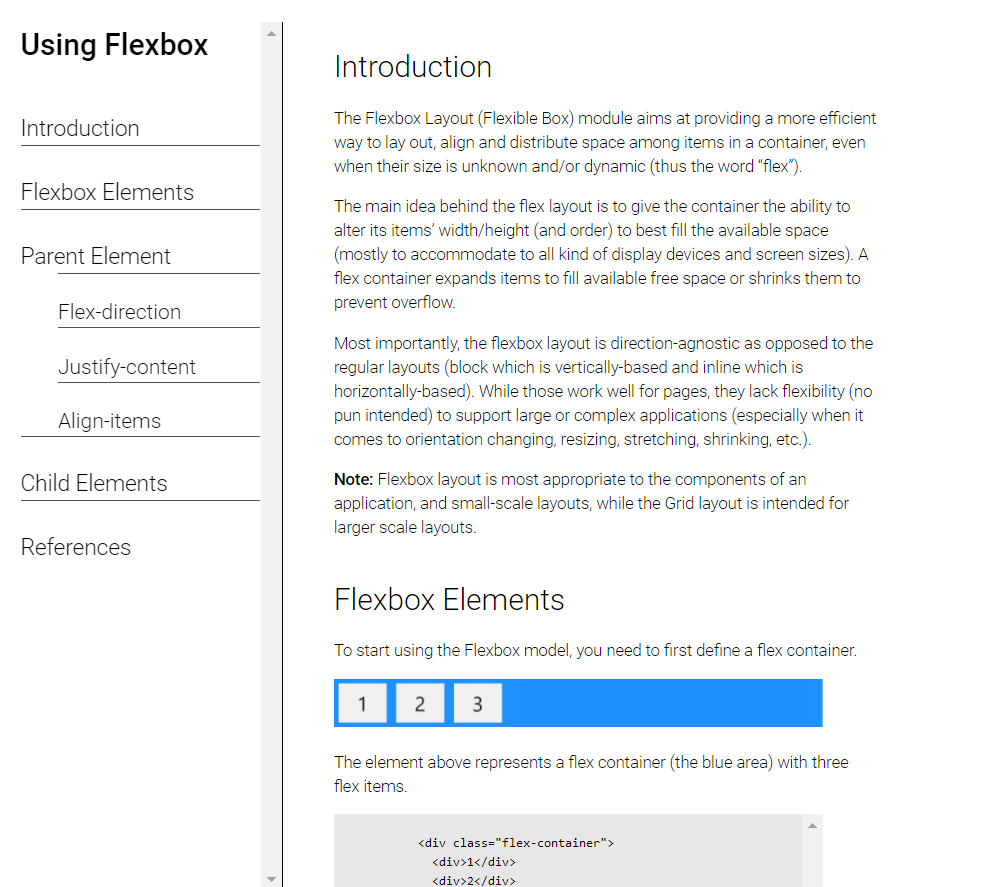 Using Flexbox
Introduction
Flexbox Elements
Parent Element
Flex-direction
Justify-content
Align-items
Child Elements
References
Introduction
The Flexbox Layout (Flexible Box) module aims at providing a more efficient
way to lay out, align and distribute space among items in a container, even
when their size is unknown and/or dynamic (thus the word “flex”).
The main idea behind the flex layout is to give the container the ability to
alter its items’ width/height (and order) to best fill the available space
(mostly to accommodate to all kind of display devices and screen sizes). A
flex container expands items to fill available free space or shrinks them to
prevent overflow.
Most importantly, the flexbox layout is direction-agnostic as opposed to the
regular layouts (block which is vertically-based and inline which is
horizontally-based). While those work well for pages, they lack flexibility (no
pun intended) to support large or complex applications (especially when it
comes to orientation changing, resizing, stretching, shrinking, etc.).
Note: Flexbox layout is most appropriate to the components of an
application, and small-scale layouts, while the Grid layout is intended for
larger scale layouts.
Flexbox Elements
To start using the Flexbox model, you need to first define a flex container.
1 2 3
The element above represents a flex container (the blue area) with three
flex items.
<div class="flex-container">
<div>1</div>
<div>2</div>